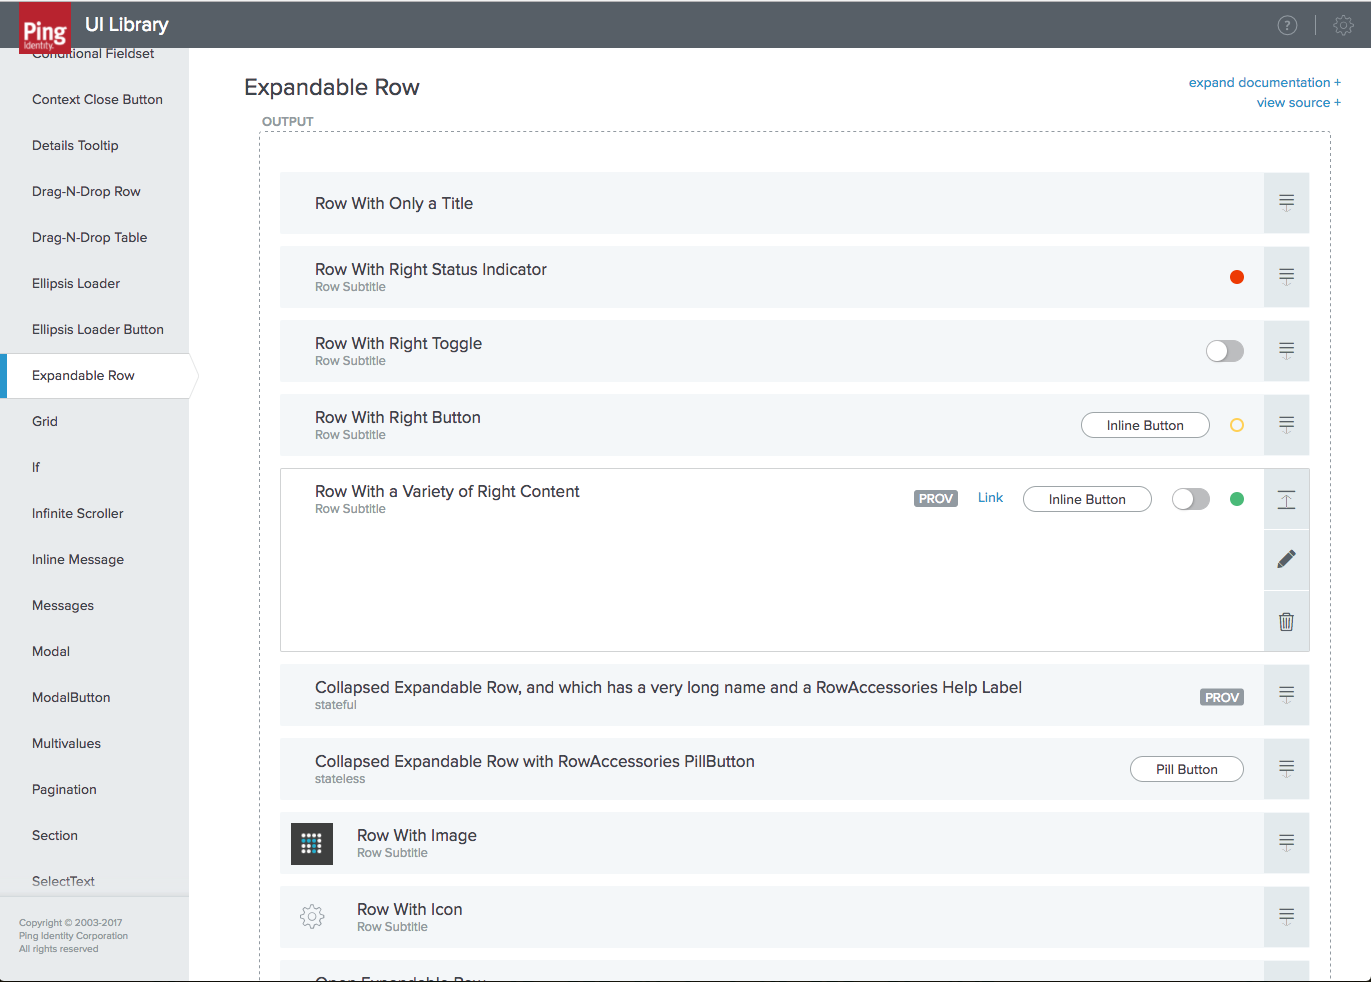 Ping
Identity.
UI Library
?
Conditional Fieldset
Context Close Button
Details Tooltip
Drag-N-Drop Row
Drag-N-Drop Table
Ellipsis Loader
Ellipsis Loader Button
Expandable Row
Grid
If
Infinite Scroller
Inline Message
Messages
Modal
ModalButton
Multivalues
Pagination
Section
SelectText
Copyright © 2003-2017
Ping Identity Corporation
All rights reserved
Expandable Row
expand documentation +
view source +
OUTPUT
Row With Only a Title
Row With Right Status Indicator
Row Subtitle
Row With Right Toggle
Row Subtitle
Row With Right Button
Row Subtitle
Inline Button
Row With a Variety of Right Content
Row Subtitle
PROV Link Inline Button
Collapsed Expandable Row, and which has a very long name and a RowAccessories Help Label
stateful
PROV
Collapsed Expandable Row with RowAccessories PillButton
stateless
Pill Button
Row With Image
Row Subtitle
Row With Icon
Row Subtitle
Open Expandable Row